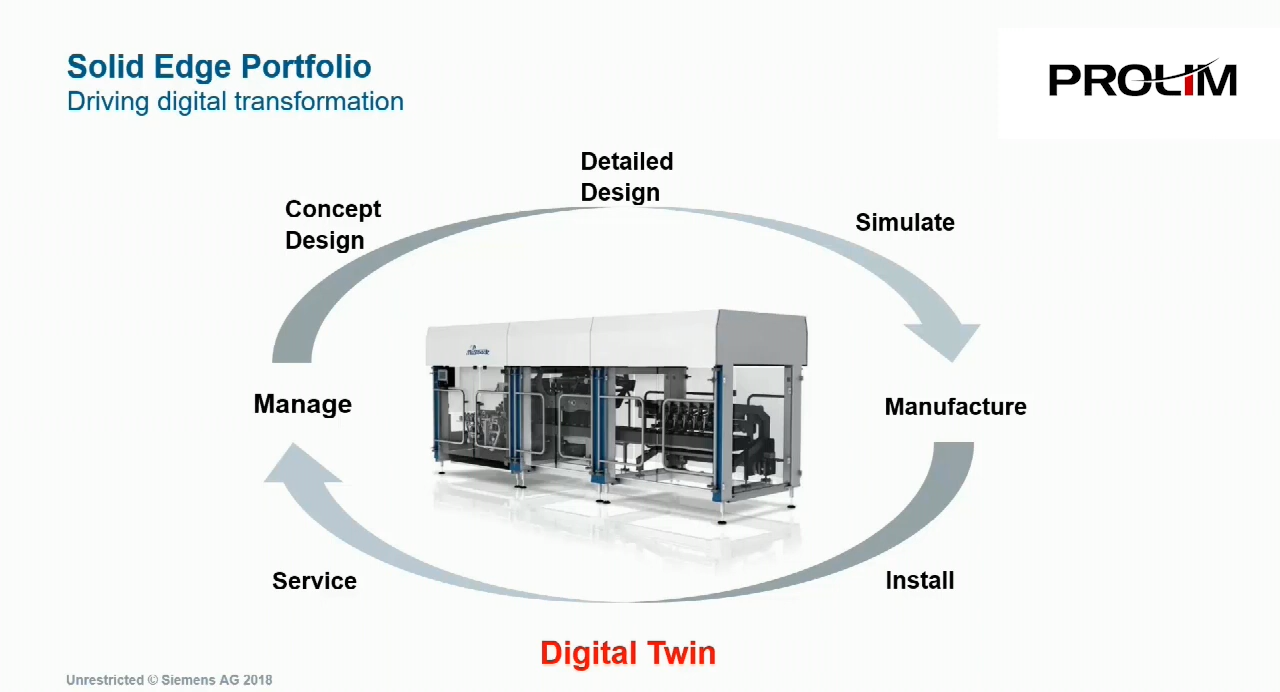 Solid Edge Portfolio
Driving digital transformation
PROLIM
Detailed
Design
Concept
Design
Simulate
Manage
Manufacture
Service
Install
Digital Twin
Unrestricted © Siemens AG 2018